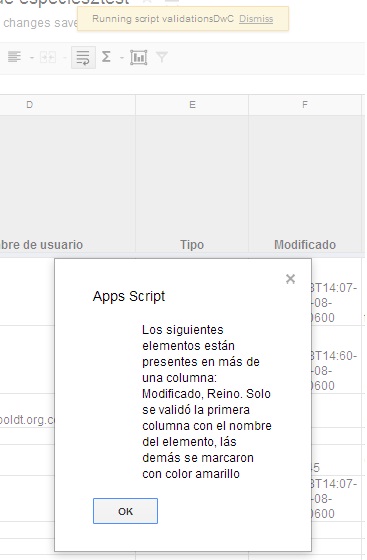 de especies2test
changes save
Running script validationsDwC Dismiss
D E F
bre de usuario Tipo Modificado
Apps Script
Los siguientes
elementos están
presentes en más de
una columna:
Modificado, Reino. Solo
se validó la primera
columna con el nombre
del elemento, lás
demás se marcaron
con color amarillo
OK
3T14:07-
-08-
0600
3T14:60-
-08-
0600
boldt.org.co
45
3T14:07-
-08-
0600